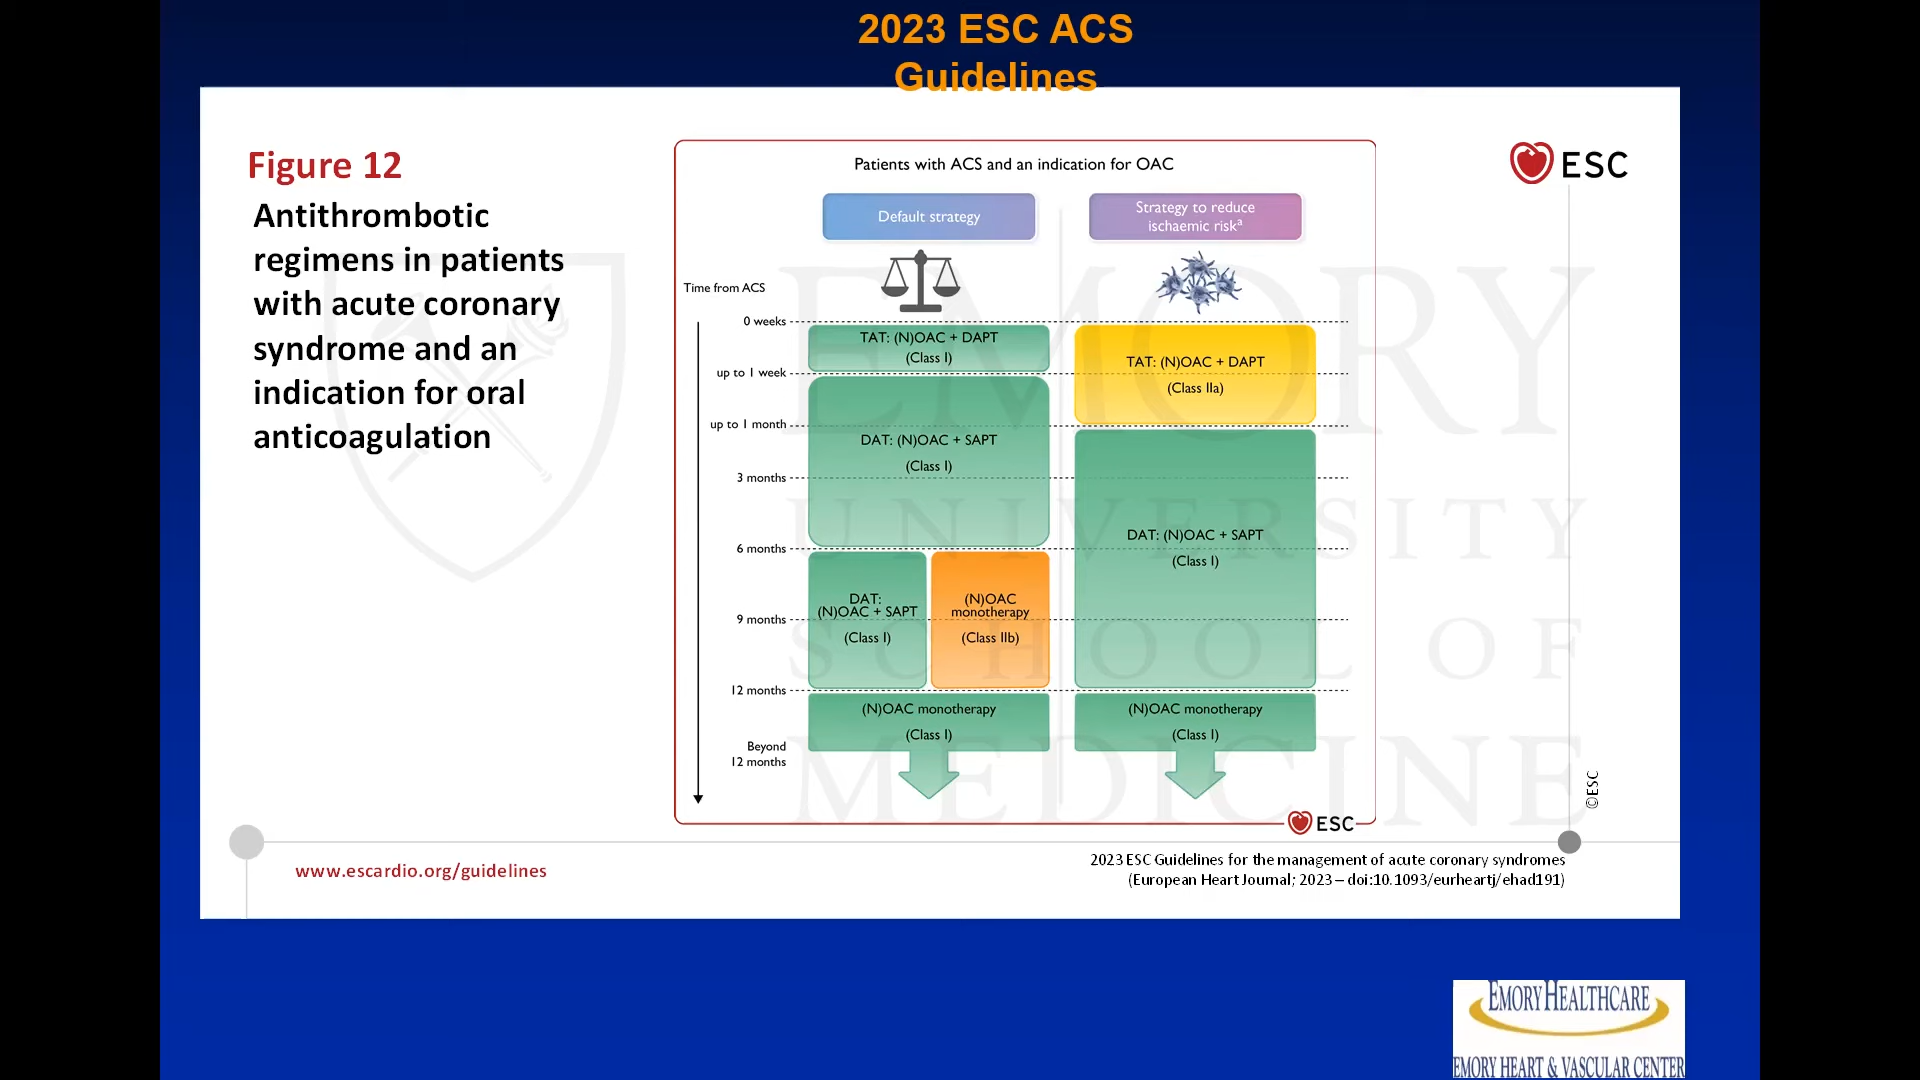 2023 ESC ACS
Guidelines
Figure 12
Antithrombotic
regimens in patients
with acute coronary
syndrome and an
indication for oral
anticoagulation
Patients with ACS and an indication for OAC
Default strategy
Strategy to reduce
ischaemic riskᵃ
Time from ACS
0 weeks
up to 1 week
up to 1 month
3 months
6 months
9 months
12 months
Beyond
12 months
TAT: (N)OAC + DAPT
(Class I)
DAT: (N)OAC + SAPT
(Class I)
DAT:
(N)OAC + SAPT
(Class I)
(N)OAC
monotherapy
(Class IIb)
(N)OAC monotherapy
(Class I)
TAT: (N)OAC + DAPT
(Class IIa)
DAT: (N)OAC + SAPT
(Class I)
(N)OAC monotherapy
(Class I)
ESC
ESC
©ESC
EMORY
UNIVERSITY
SCHOOL OF
MEDICINE
www.escardio.org/guidelines
2023 ESC Guidelines for the management of acute coronary syndromes
(European Heart Journal; 2023 – doi:10.1093/eurheartj/ehad191)
EMORY HEALTHCARE
EMORY HEART & VASCULAR CENTER